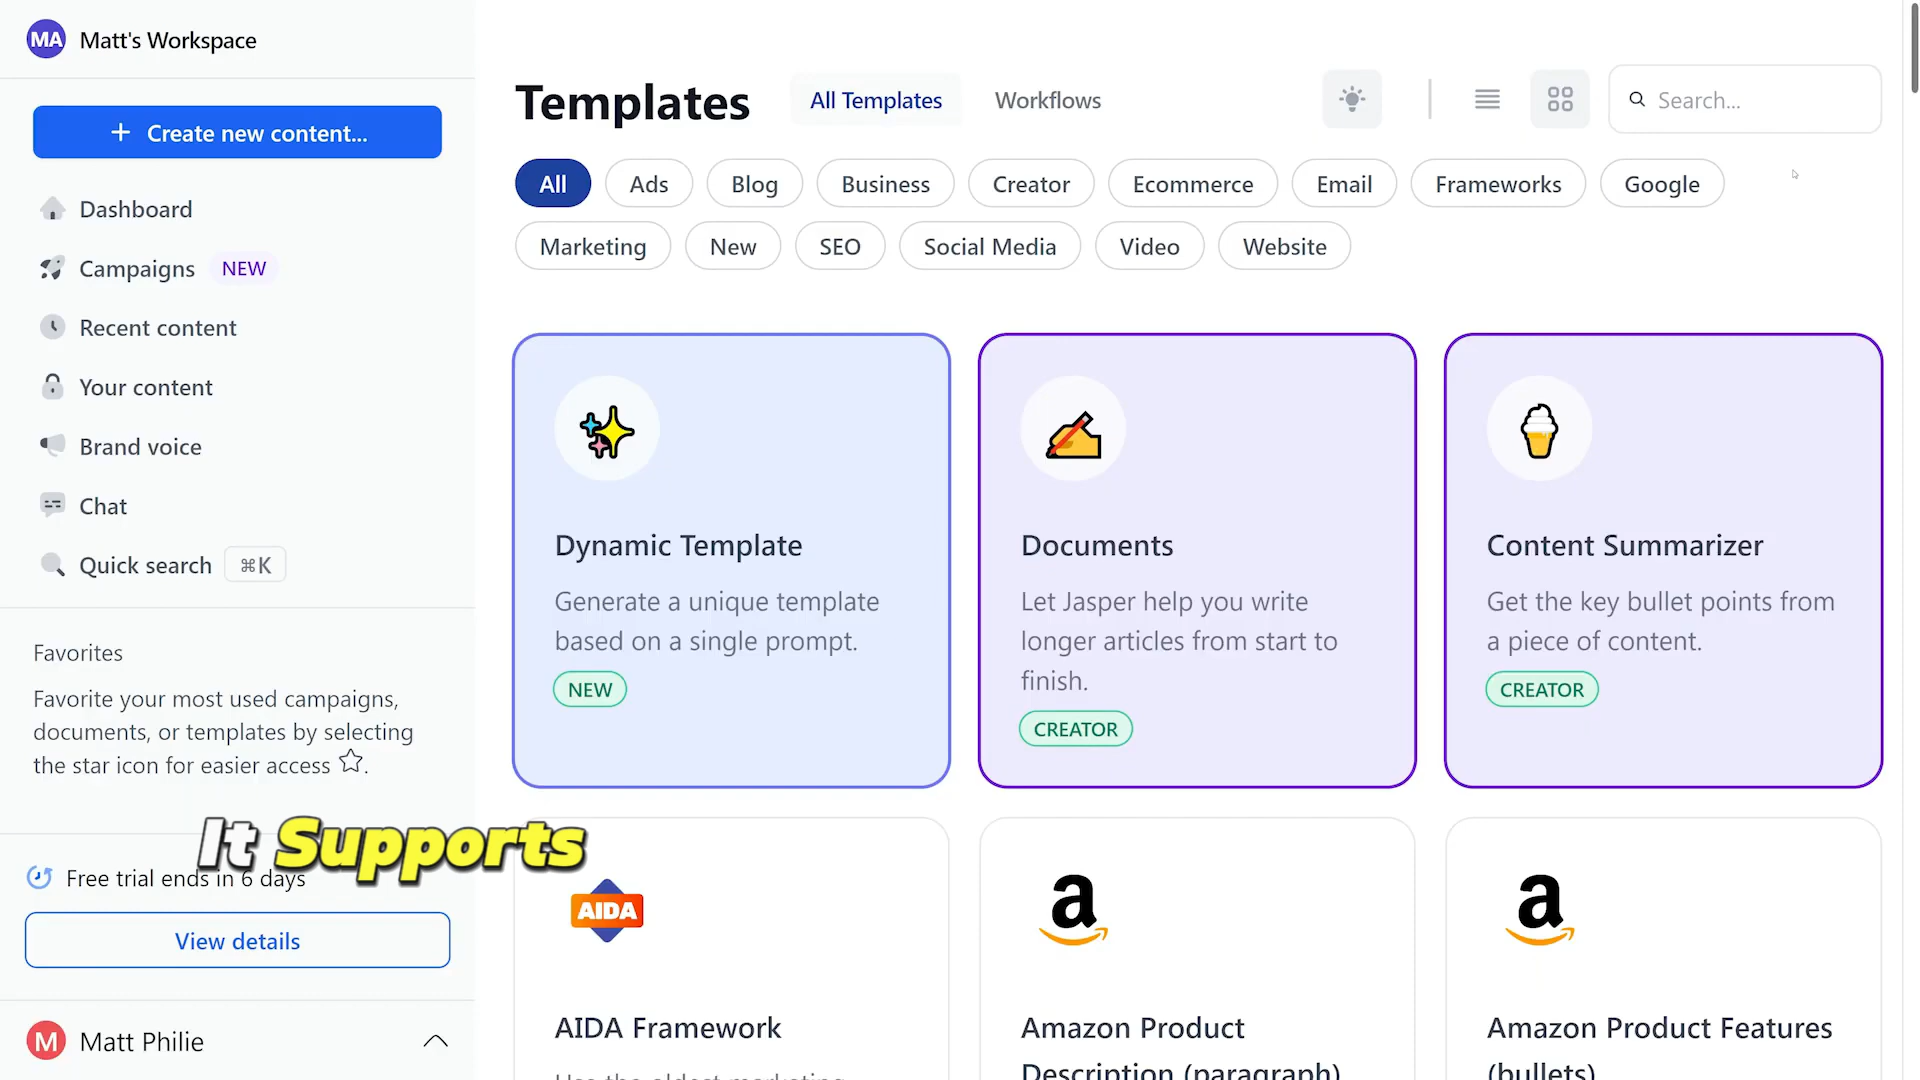 MA Matt's Workspace
+ Create new content...
Dashboard
Campaigns NEW
Recent content
Your content
Brand voice
Chat
Quick search ⌘K
Favorites
Favorite your most used campaigns,
documents, or templates by selecting
the star icon for easier access ☆.
It Supports
Free trial ends in 6 days
View details
M Matt Philie
Templates All Templates Workflows Search...
All Ads Blog Business Creator Ecommerce Email Frameworks Google
Marketing New SEO Social Media Video Website
Dynamic Template
Generate a unique template
based on a single prompt.
NEW
Documents
Let Jasper help you write
longer articles from start to
finish.
CREATOR
Content Summarizer
Get the key bullet points from
a piece of content.
CREATOR
AIDA
AIDA Framework
Use the oldest marketing
a
Amazon Product
Description (paragraph)
a
Amazon Product Features
(bullets)